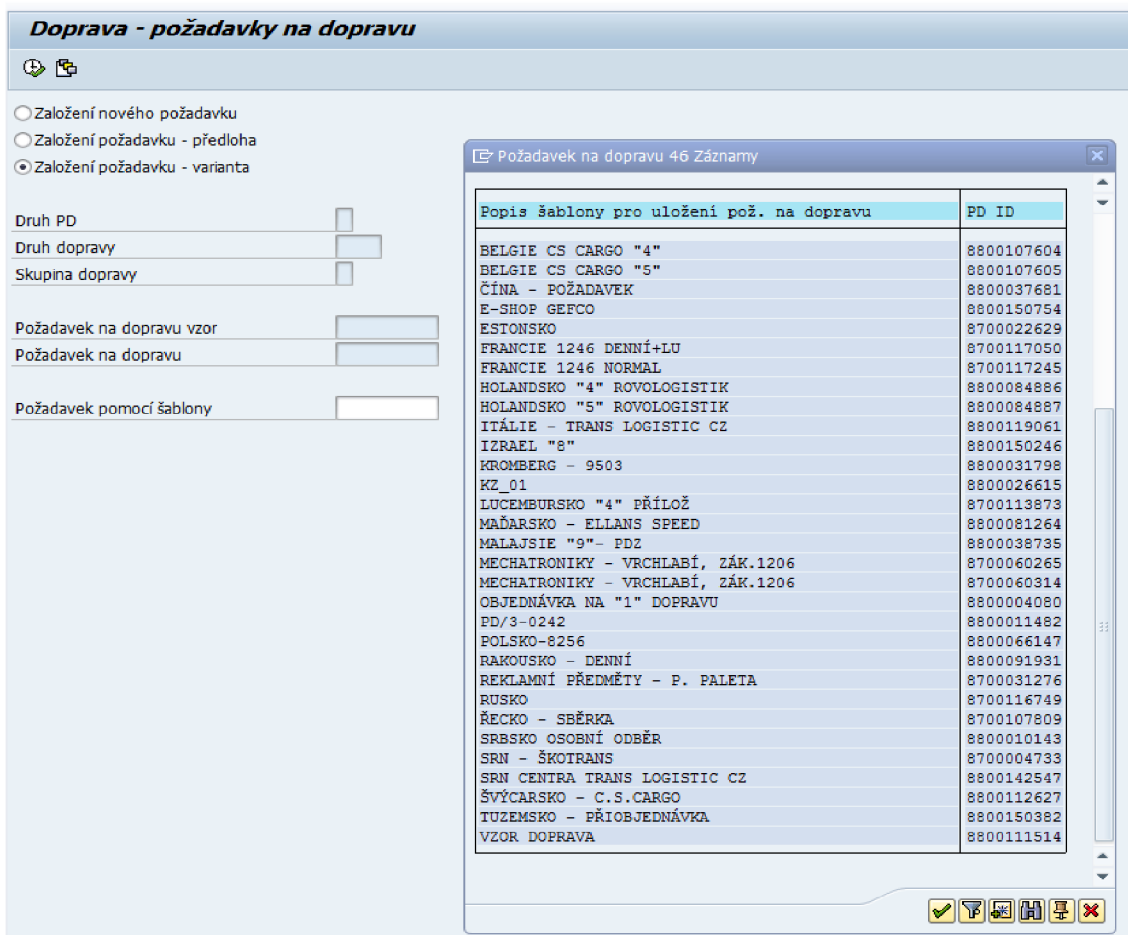 Doprava - požadavky na dopravu
Založení nového požadavku
Založení požadavku - předloha
Založení požadavku - varianta
Druh PD
Druh dopravy
Skupina dopravy
Požadavek na dopravu vzor
Požadavek na dopravu
Požadavek pomocí šablony
Požadavek na dopravu 46 Záznamy
Popis šablony pro uložení pož. na dopravu PD ID
BELGIE CS CARGO "4" 8800107604
BELGIE CS CARGO "5" 8800107605
ČÍNA - POŽADAVEK 8800037681
E-SHOP GEFCO 8800150754
ESTONSKO 8700022629
FRANCIE 1246 DENNÍ+LU 8700117050
FRANCIE 1246 NORMAL 8700117245
HOLANDSKO "4" ROVOLOGISTIK 8800084886
HOLANDSKO "5" ROVOLOGISTIK 8800084887
ITÁLIE - TRANS LOGISTIC CZ 8800119061
IZRAEL "8" 8800150246
KROMBERG - 9503 8800031798
KZ_01 8800026615
LUCEMBURSKO "4" PŘÍLOŽ 8700113873
MAĎARSKO - ELLANS SPEED 8800081264
MALAJSIE "9"- PDZ 8800038735
MECHATRONIKY - VRCHLABÍ, ZÁK.1206 8700060265
MECHATRONIKY - VRCHLABÍ, ZÁK.1206 8700060314
OBJEDNÁVKA NA "1" DOPRAVU 8800004080
PD/3-0242 8800011482
POLSKO-8256 8800066147
RAKOUSKO - DENNÍ 8800091931
REKLAMNÍ PŘEDMĚTY - P. PALETA 8700031276
RUSKO 8700116749
ŘECKO - SBĚRKA 8700107809
SRBSKO OSOBNÍ ODBĚR 8800010143
SRN - ŠKOTRANS 8700004733
SRN CENTRA TRANS LOGISTIC CZ 8800142547
ŠVÝCARSKO - C.S.CARGO 8800112627
TUZEMSKO - PŘIOBJEDNÁVKA 8800150382
VZOR DOPRAVA 8800111514